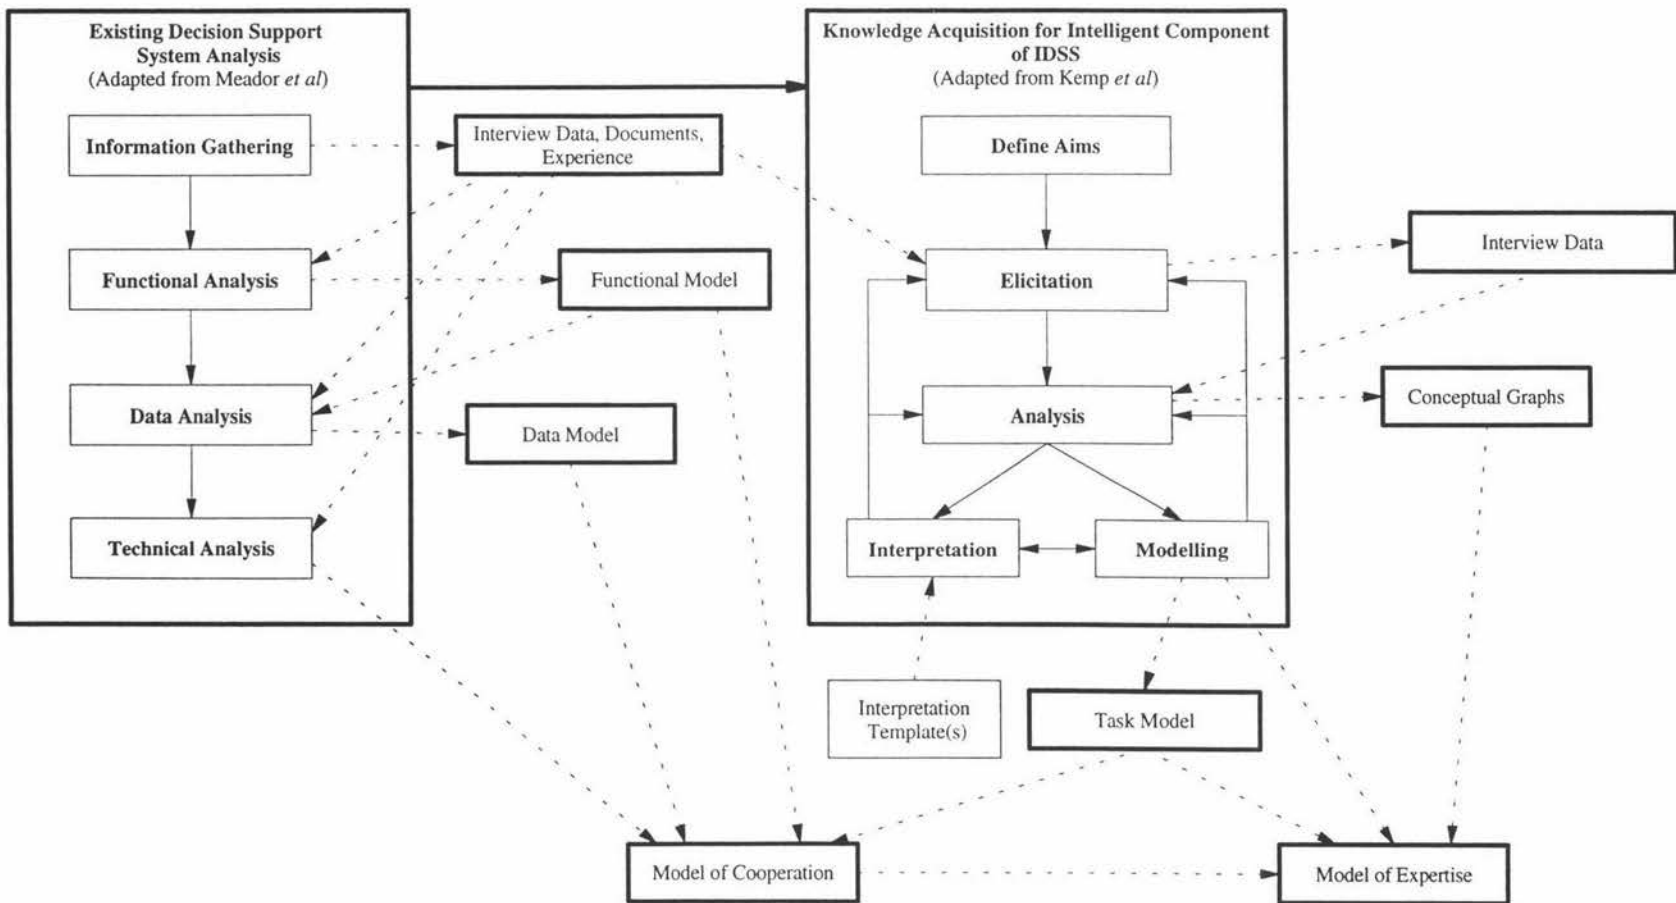 Existing Decision Support
System Analysis
(Adapted from Meador et al)
Information Gathering
Functional Analysis
Data Analysis
Technical Analysis
Interview Data, Documents,
Experience
Functional Model
Data Model
Knowledge Acquisition for Intelligent Component
of IDSS
(Adapted from Kemp et al)
Define Aims
Elicitation
Analysis
Interpretation
Modelling
Interview Data
Conceptual Graphs
Interpretation
Template(s)
Task Model
Model of Cooperation
Model of Expertise